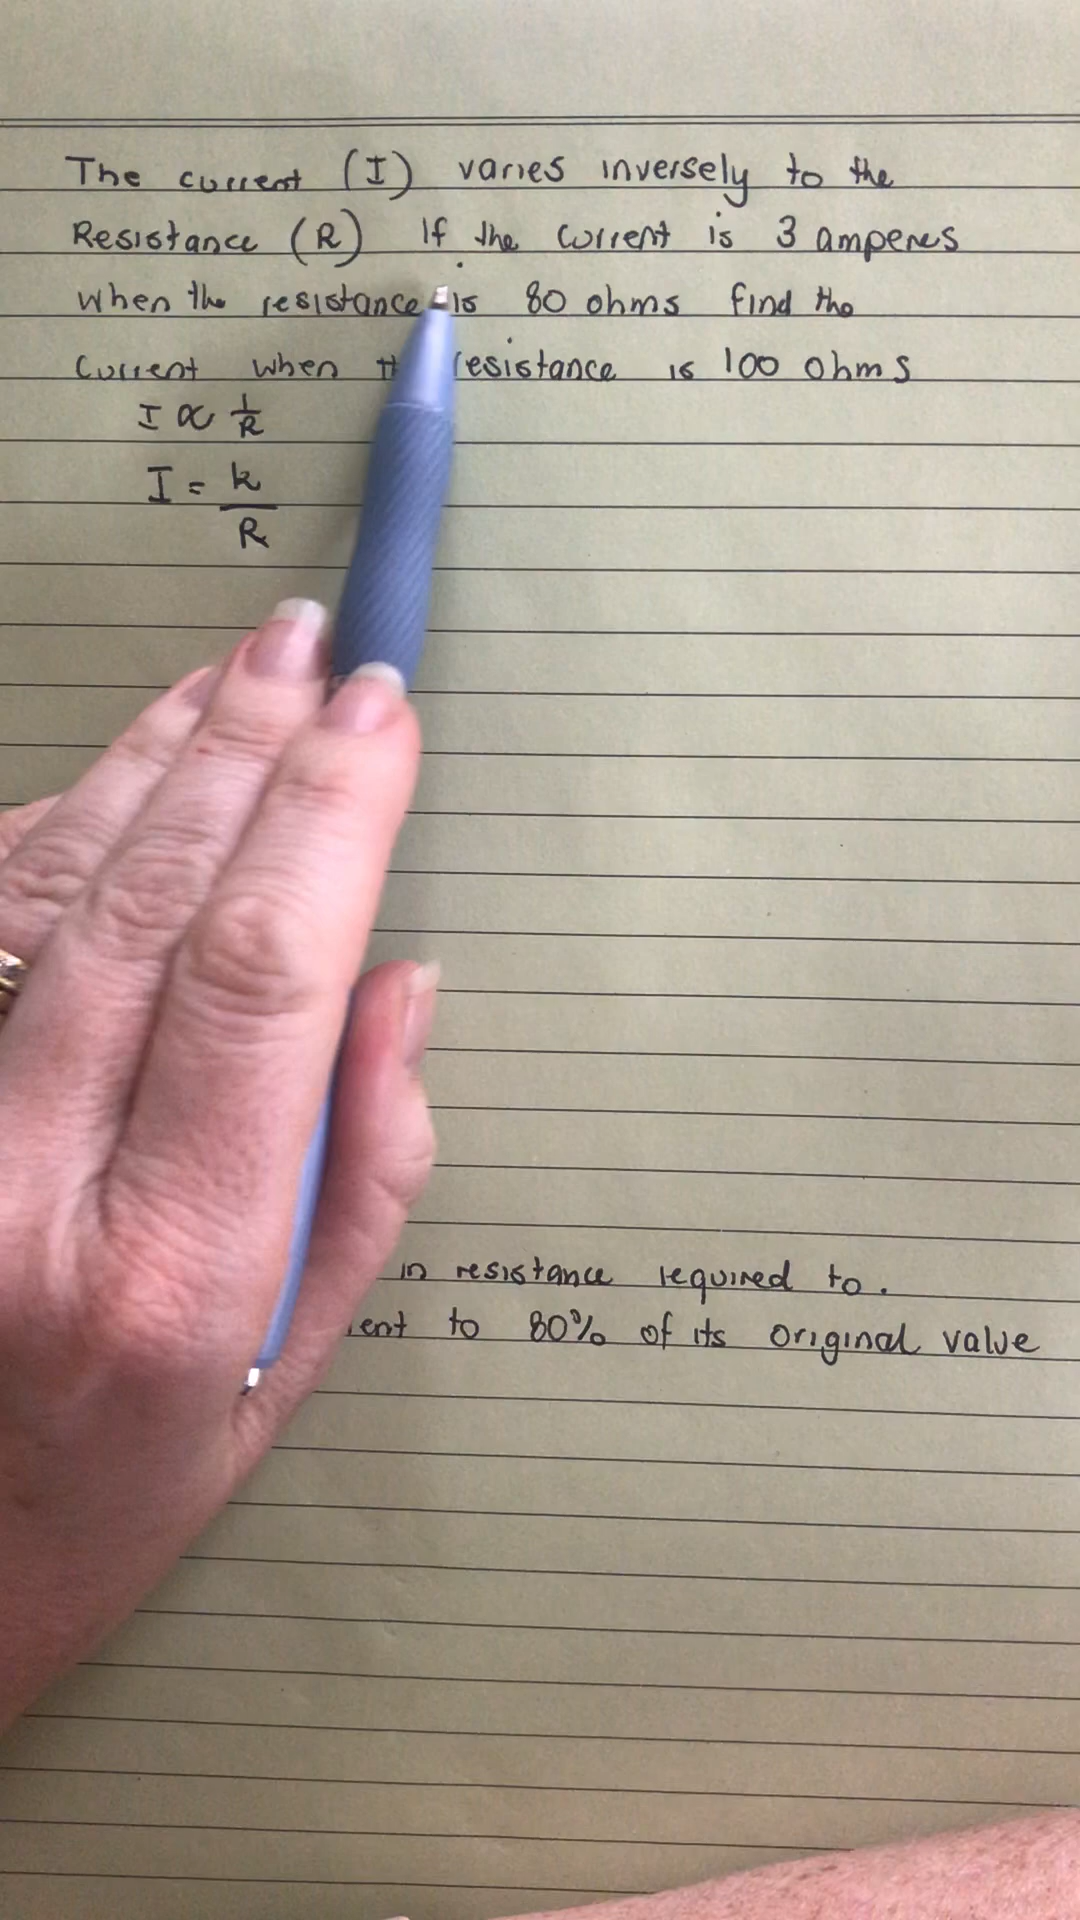 The current (I) varies inversely to the
Resistance (R) If the current is 3 amperes
when the resistance is 80 ohms find the
current when resistance is 100 ohms
I ∝ 1/R
I = k/R
in resistance required to.
to 80% of its original value